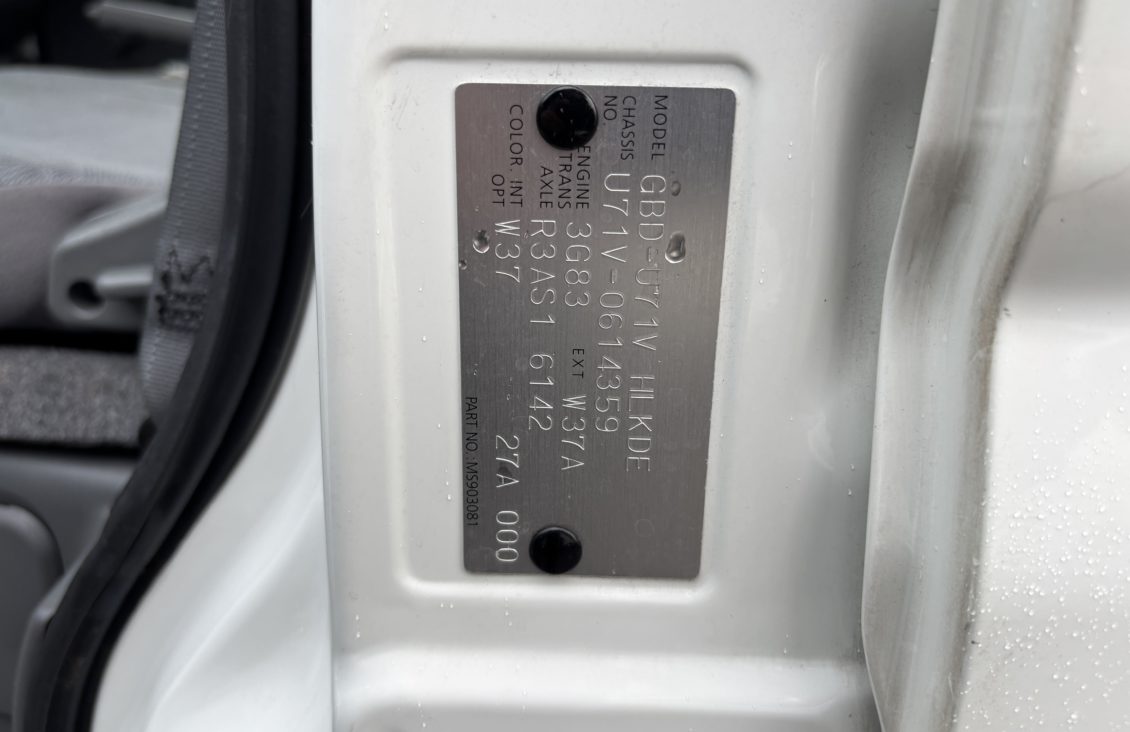 MODEL GBD-U71V HLKDE
CHASSIS NO. U71V-0614359
ENGINE 3G83 EXT W37A
TRANS AXLE R3AS1 6142
COLOR. INT OPT W37 27A 000
PART NO. : MS903081